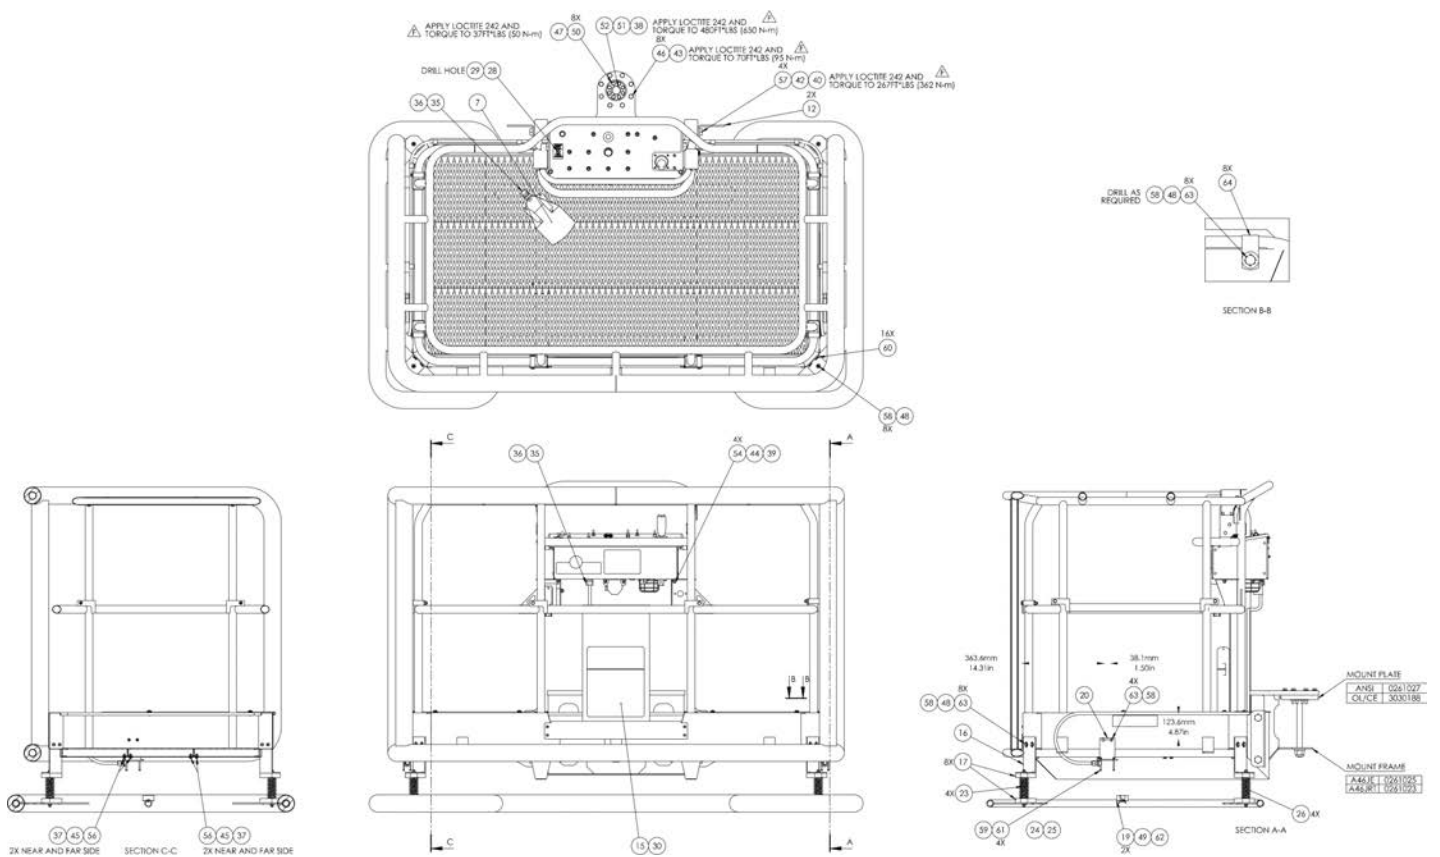 8X
47 50
52 51 38
APPLY LOCTITE 242 AND
TORQUE TO 37FT*LBS (50 N-m)
APPLY LOCTITE 242 AND
TORQUE TO 480FT*LBS (650 N-m)
8X
46 43
APPLY LOCTITE 242 AND
TORQUE TO 70FT*LBS (95 N-m)
4X
57 42 40
APPLY LOCTITE 242 AND
TORQUE TO 267FT*LBS (362 N-m)
DRILL HOLE 29 28
36 35
7
2X
12
8X
64
DRILL AS
REQUIRED
8X
58 48 63
SECTION B-B
16X
60
58 48
8X
C
A
36 35
4X
54 44 39
B B
363.6mm
14.31in
38.1mm
1.50in
4X
20
63 58
8X
58 48 63
123.6mm
4.87in
MOUNT PLATE
ANSI 0261027
OL/CE 3030188
16
8X 17
4X 23
MOUNT FRAME
A46JE 0261025
A46JRT 0261023
26 4X
59 61
4X
24 25
19 49 62
2X
SECTION A-A
37 45 56
2X NEAR AND FAR SIDE
SECTION C-C
56 45 37
2X NEAR AND FAR SIDE
C
15 30
A